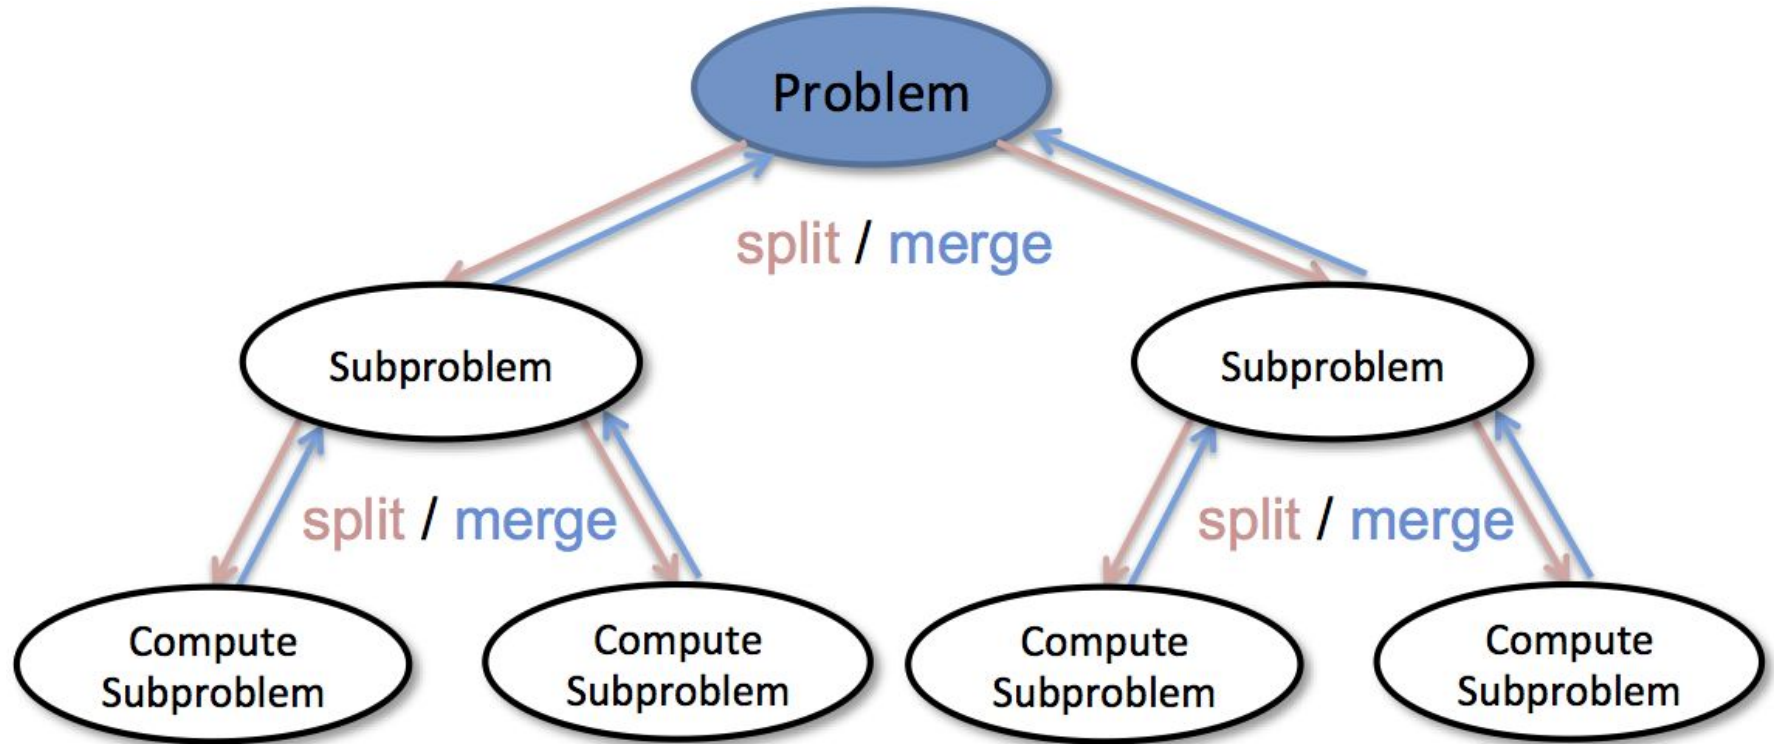 Problem
split / merge
Subproblem
Subproblem
split / merge
split / merge
Compute
Subproblem
Compute
Subproblem
Compute
Subproblem
Compute
Subproblem